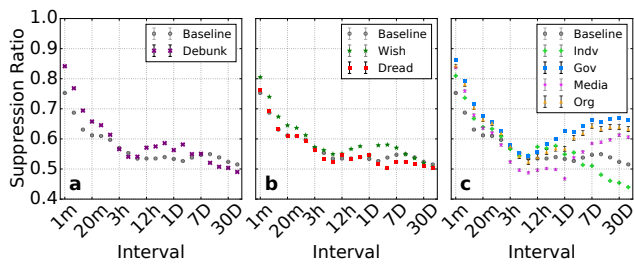 Suppression Ratio
1.0
0.9
0.8
0.7
0.6
0.5
0.4
Baseline
Debunk
a
1m
20m
3h
12h
1D
7D
30D
Interval
Baseline
Wish
Dread
b
1m
20m
3h
12h
1D
7D
30D
Interval
Baseline
Indv
Gov
Media
Org
c
1m
20m
3h
12h
1D
7D
30D
Interval